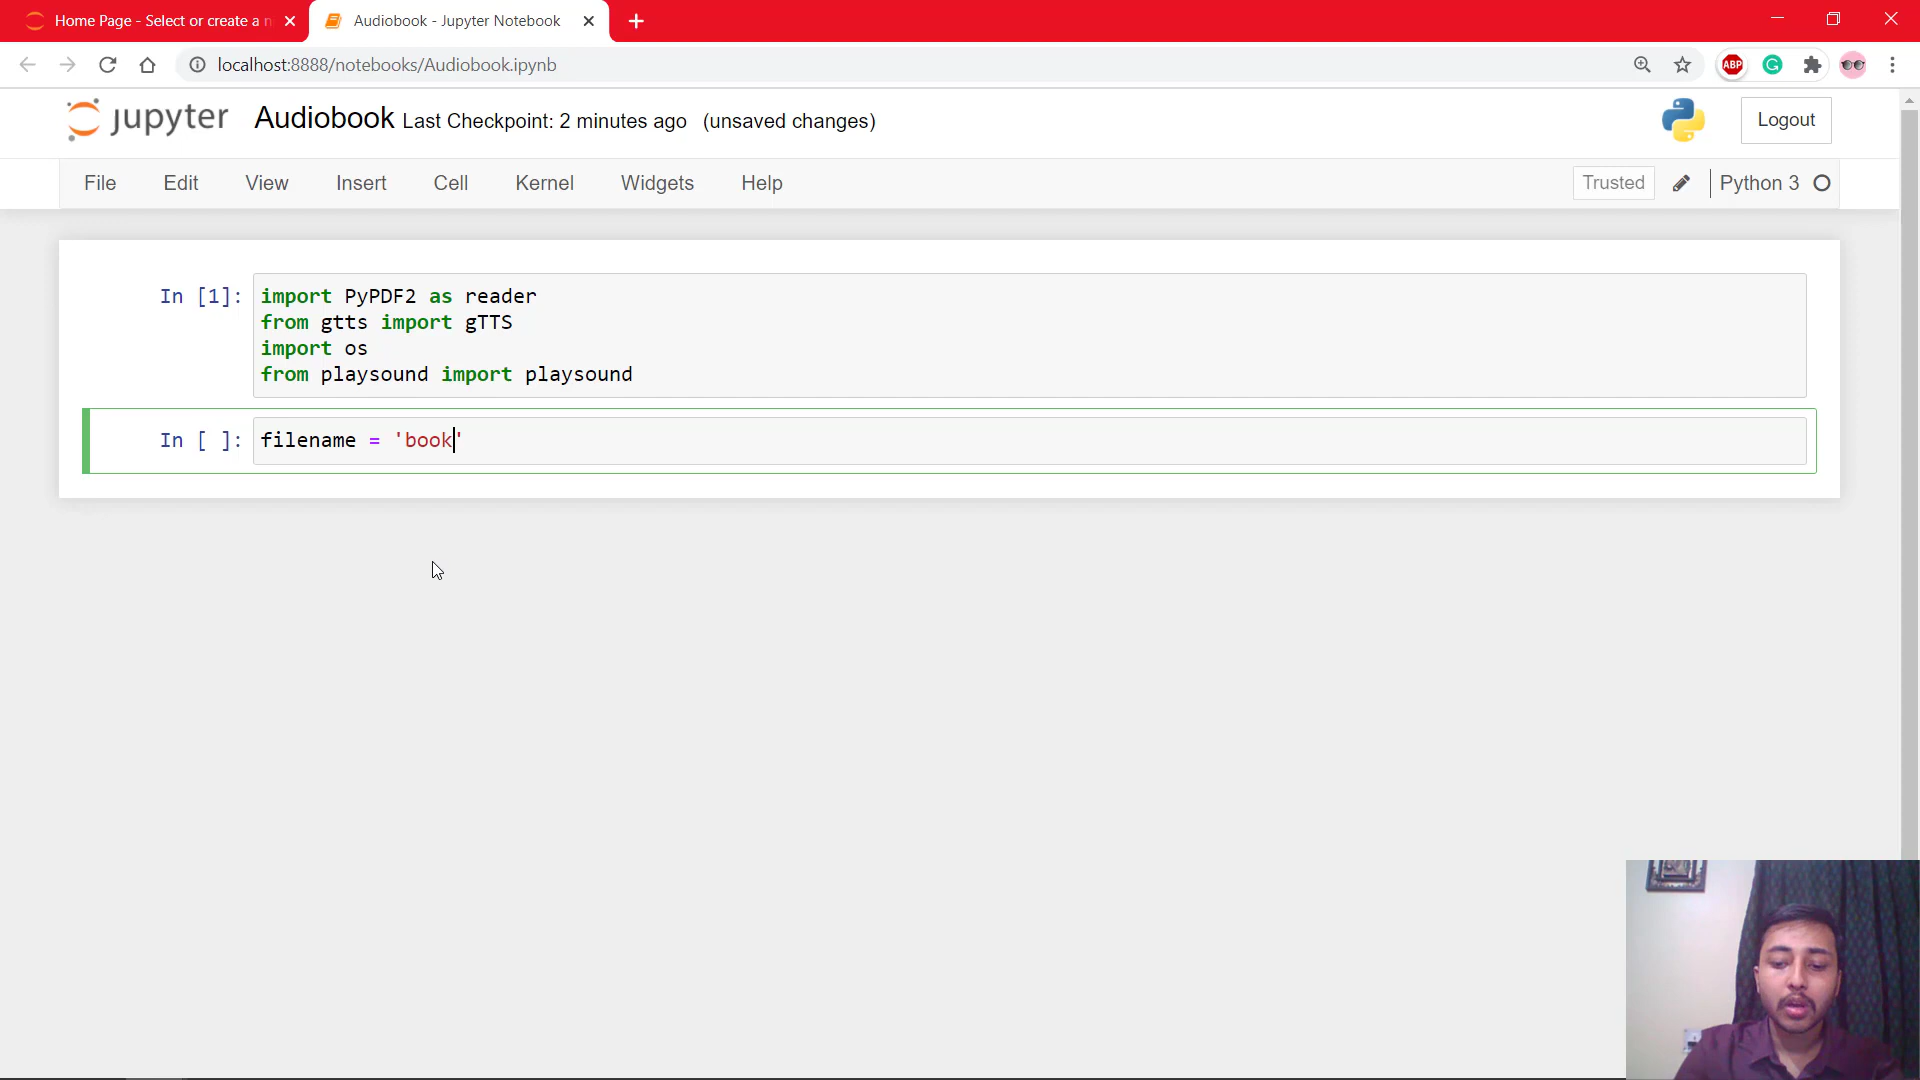 Home Page - Select or create a n
Audiobook - Jupyter Notebook
localhost:8888/notebooks/Audiobook.ipynb
ABP
G
jupyter Audiobook Last Checkpoint: 2 minutes ago (unsaved changes)
Logout
File Edit View Insert Cell Kernel Widgets Help
Trusted
Python 3
In [1]: import PyPDF2 as reader
from gtts import gTTS
import os
from playsound import playsound
In [ ]: filename = 'book'